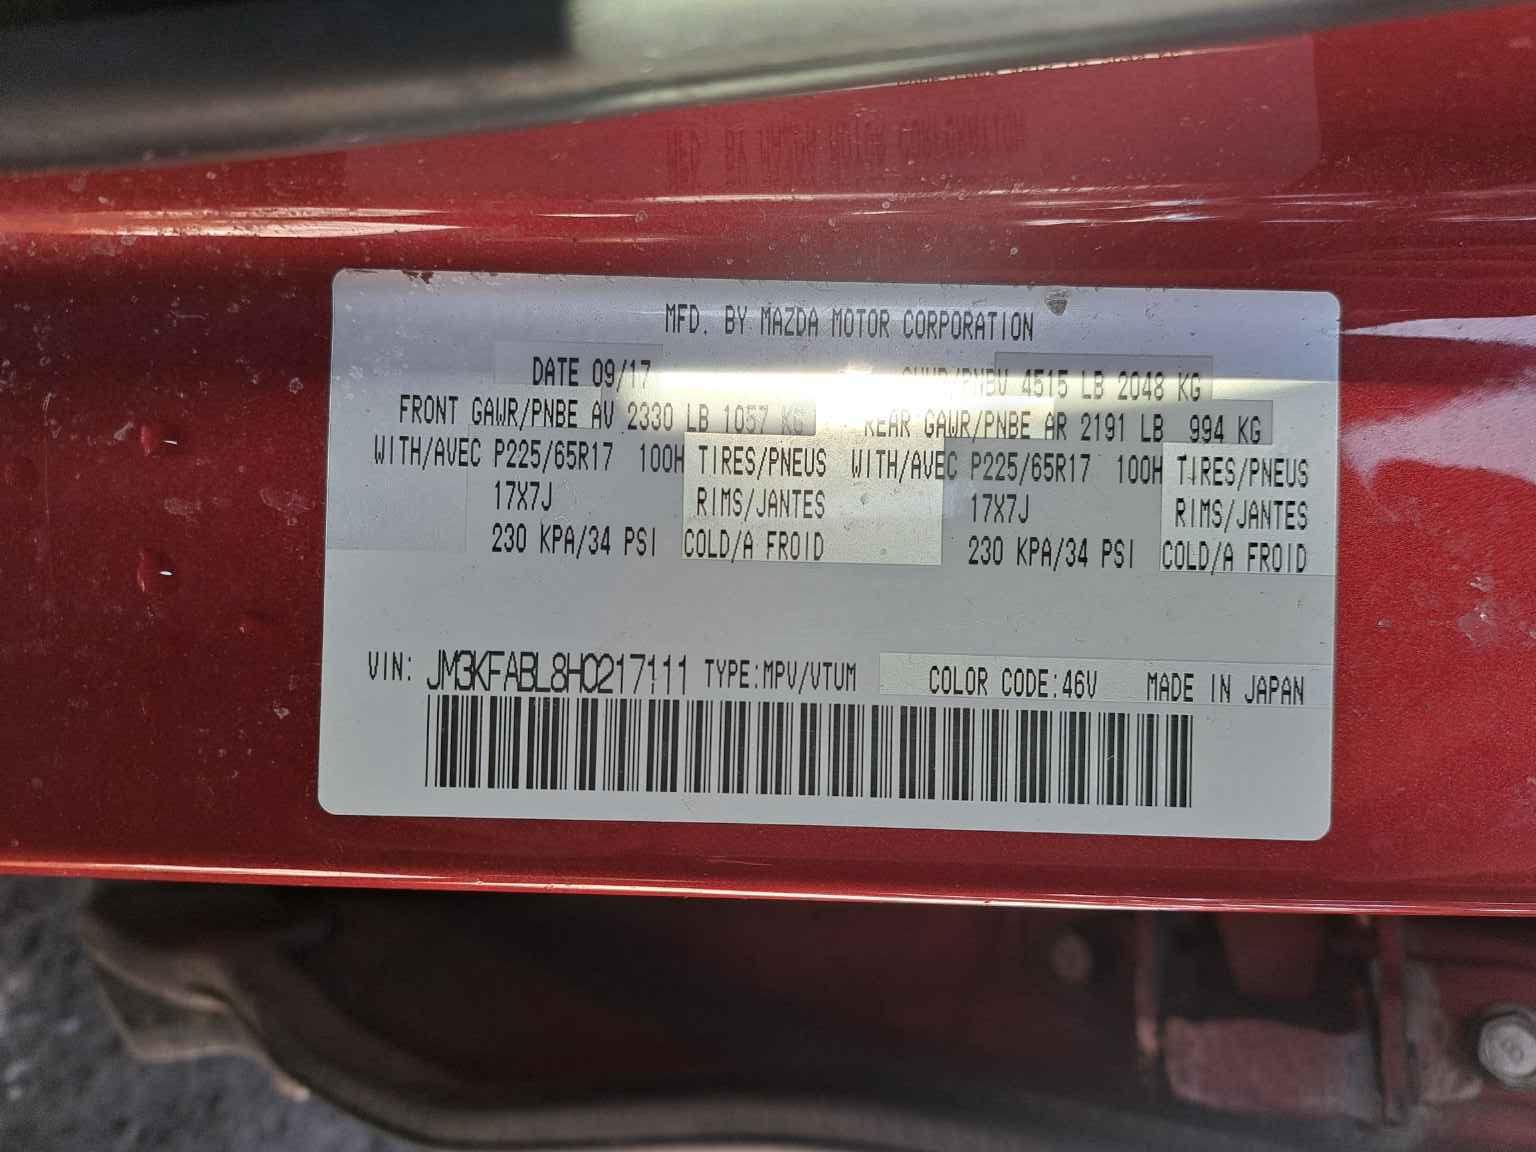 MFD. BY MAZDA MOTOR CORPORATION
DATE 09/17 GVWR/PNBV 4515 LB 2048 KG
FRONT GAWR/PNBE AV 2330 LB 1057 KG REAR GAWR/PNBE AR 2191 LB 994 KG
WITH/AVEC P225/65R17 100H TIRES/PNEUS WITH/AVEC P225/65R17 100H TIRES/PNEUS
17X7J RIMS/JANTES 17X7J RIMS/JANTES
230 KPA/34 PSI COLD/A FROID 230 KPA/34 PSI COLD/A FROID
VIN: JM3KFABL8H0217111 TYPE:MPV/VTUM COLOR CODE:46V MADE IN JAPAN